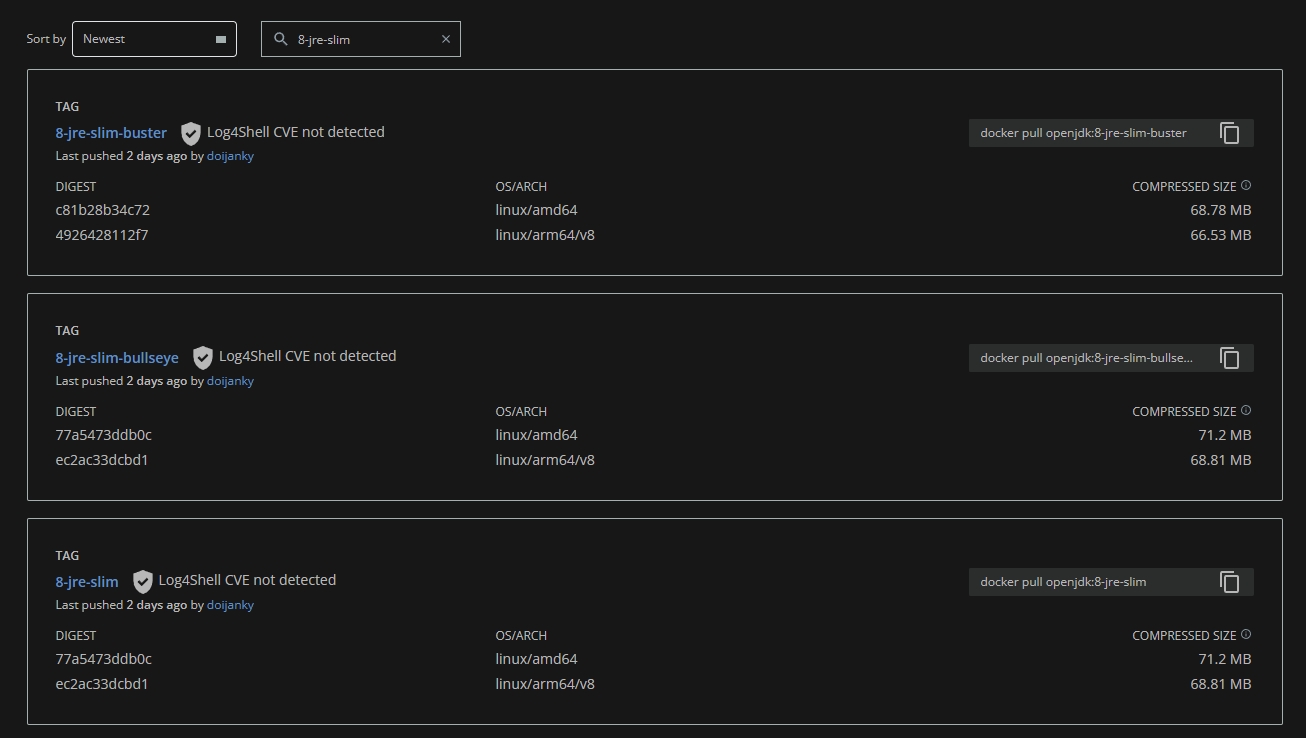 Sort by Newest 8-jre-slim
TAG
8-jre-slim-buster Log4Shell CVE not detected docker pull openjdk:8-jre-slim-buster
Last pushed 2 days ago by doijanky
DIGEST OS/ARCH COMPRESSED SIZE
c81b28b34c72 linux/amd64 68.78 MB
4926428112f7 linux/arm64/v8 66.53 MB
TAG
8-jre-slim-bullseye Log4Shell CVE not detected docker pull openjdk:8-jre-slim-bullse...
Last pushed 2 days ago by doijanky
DIGEST OS/ARCH COMPRESSED SIZE
77a5473ddb0c linux/amd64 71.2 MB
ec2ac33dcbd1 linux/arm64/v8 68.81 MB
TAG
8-jre-slim Log4Shell CVE not detected docker pull openjdk:8-jre-slim
Last pushed 2 days ago by doijanky
DIGEST OS/ARCH COMPRESSED SIZE
77a5473ddb0c linux/amd64 71.2 MB
ec2ac33dcbd1 linux/arm64/v8 68.81 MB